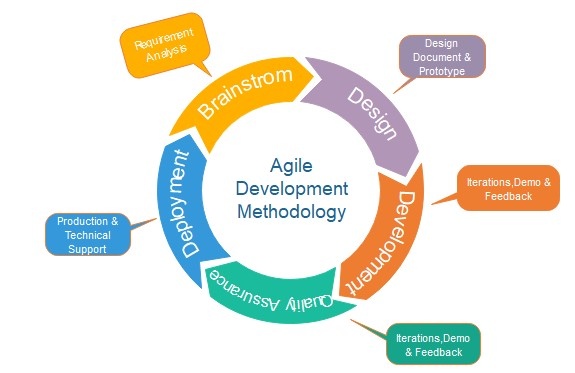 Requirement
Analysis
Brainstrom
Design
Document &
Prototype
Design
Agile
Development
Methodology
Iterations,Demo &
Feedback
Development
Deployment
Production &
Technical
Support
Quality Assurance
Iterations,Demo
& Feedback